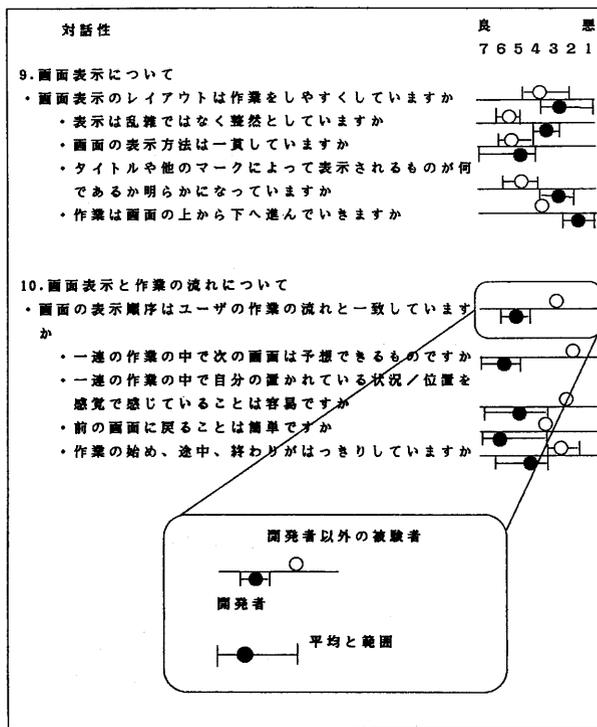 対話性
良 悪
7 6 5 4 3 2 1
9.画面表示について
・画面表示のレイアウトは作業をしやすくしていますか
・表示は乱雑ではなく整然としていますか
・画面の表示方法は一貫していますか
・タイトルや他のマークによって表示されるものが何
であるか明らかになっていますか
・作業は画面の上から下へ進んでいきますか
10.画面表示と作業の流れについて
・画面の表示順序はユーザの作業の流れと一致しています
か
・一連の作業の中で次の画面は予想できるものですか
・一連の作業の中で自分の置かれている状況/位置を
感覚で感じていることは容易ですか
・前の画面に戻ることは簡単ですか
・作業の始め、途中、終わりがはっきりしていますか
開発者以外の被験者
開発者
平均と範囲